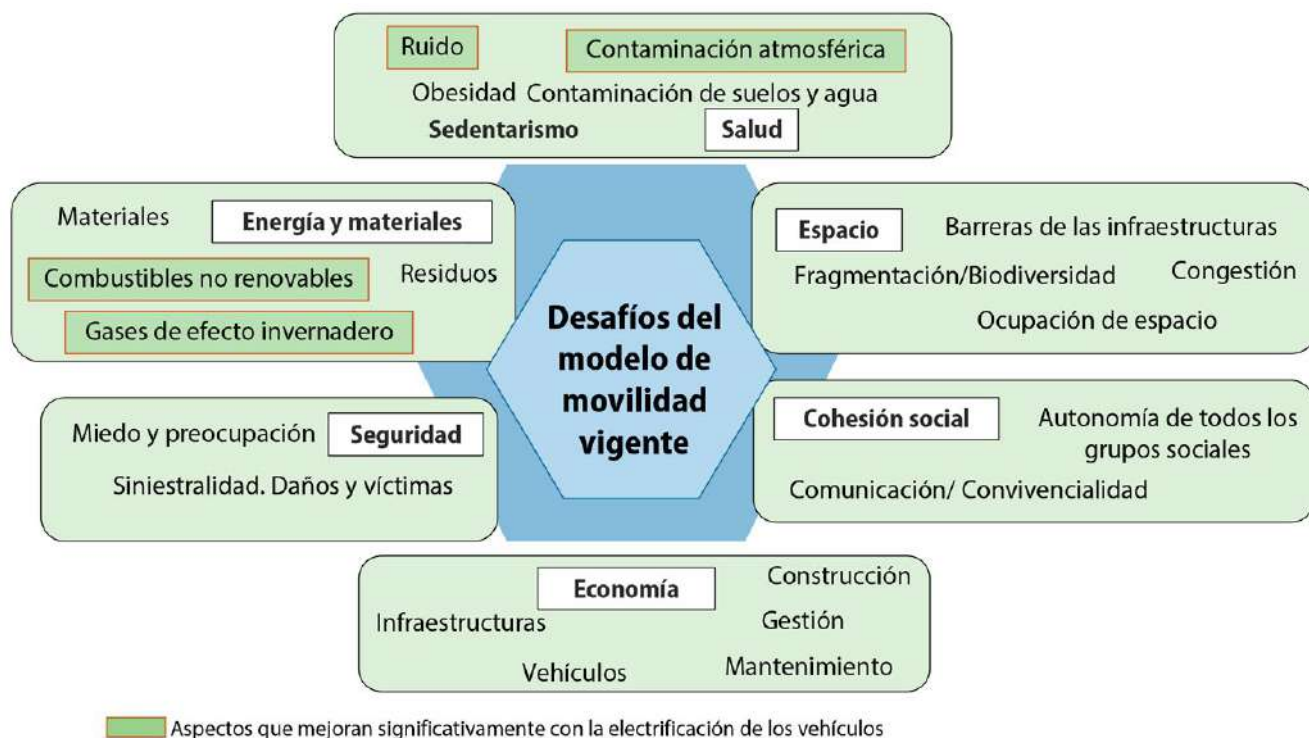 Ruido
Contaminación atmosférica
Obesidad
Contaminación de suelos y agua
Sedentarismo
Salud
Materiales
Energía y materiales
Combustibles no renovables
Residuos
Gases de efecto invernadero
Espacio
Barreras de las infraestructuras
Fragmentación/Biodiversidad
Congestión
Ocupación de espacio
Desafíos del
modelo de
movilidad
vigente
Miedo y preocupación
Seguridad
Siniestralidad. Daños y víctimas
Cohesión social
Autonomía de todos los
grupos sociales
Comunicación/ Convivencialidad
Economía
Construcción
Infraestructuras
Gestión
Vehículos
Mantenimiento
Aspectos que mejoran significativamente con la electrificación de los vehículos